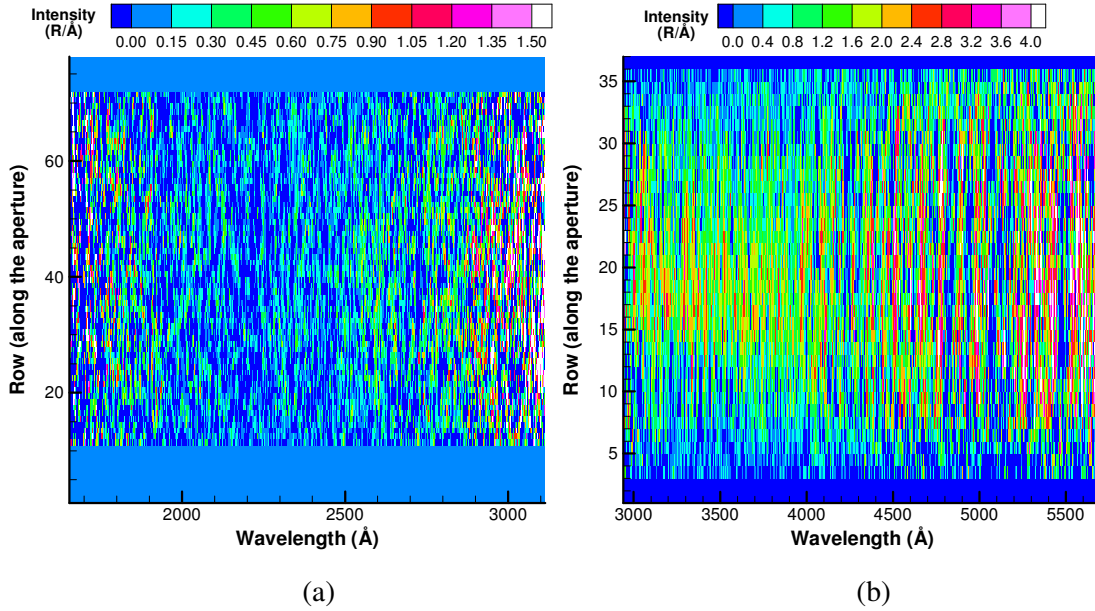 Intensity
(R/Å)
0.00 0.15 0.30 0.45 0.60 0.75 0.90 1.05 1.20 1.35 1.50
Row (along the aperture)
60
40
20
2000 3000
Wavelength (Å)
(a)
Intensity
(R/Å)
0.0 0.4 0.8 1.2 1.6 2.0 2.4 2.8 3.2 3.6 4.0
Row (along the aperture)
35
30
25
20
15
10
5
3000 3500 4000 4500 5000 5500
Wavelength (Å)
(b)